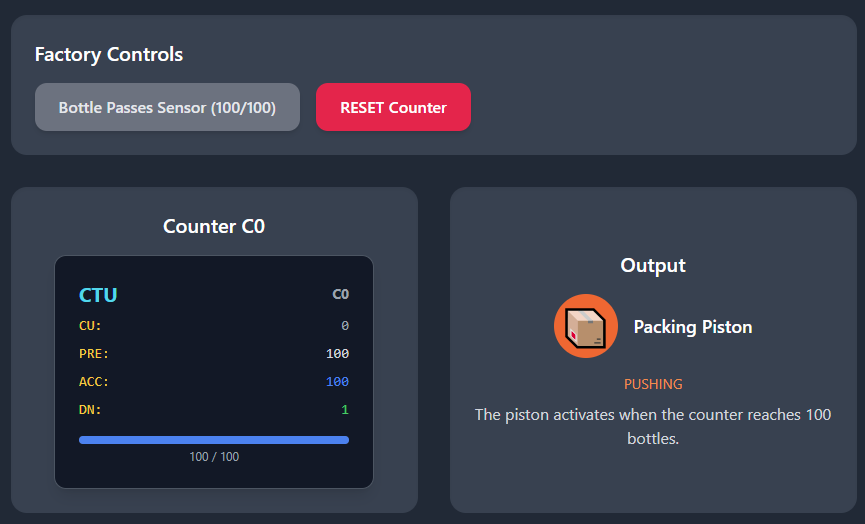 Factory Controls
Bottle Passes Sensor (100/100)
RESET Counter
Counter C0
CTU C0
CU: 0
PRE: 100
ACC: 100
DN: 1
100 / 100
Output
Packing Piston
PUSHING
The piston activates when the counter reaches 100
bottles.